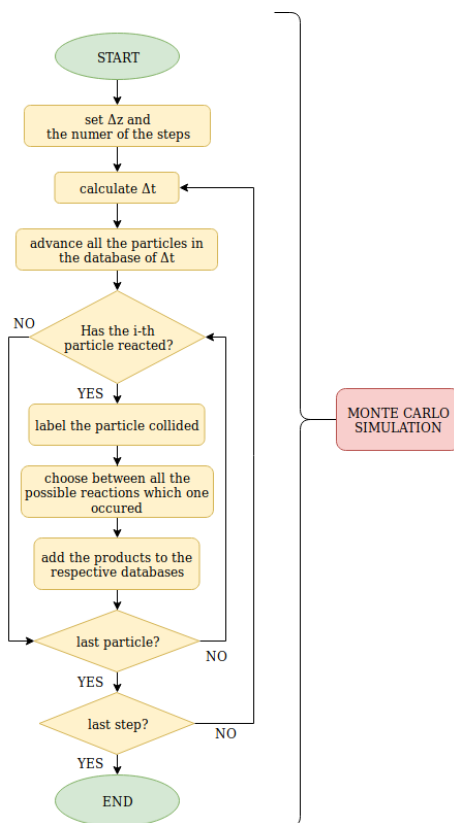 START
set Δz and
the numer of the steps
calculate Δt
advance all the particles in
the database of Δt
NO
Has the i-th
particle reacted?
YES
label the particle collided
MONTE CARLO
SIMULATION
choose between all the
possible reactions which one
occured
add the products to the
respective databases
last particle?
NO
YES
last step?
NO
YES
END